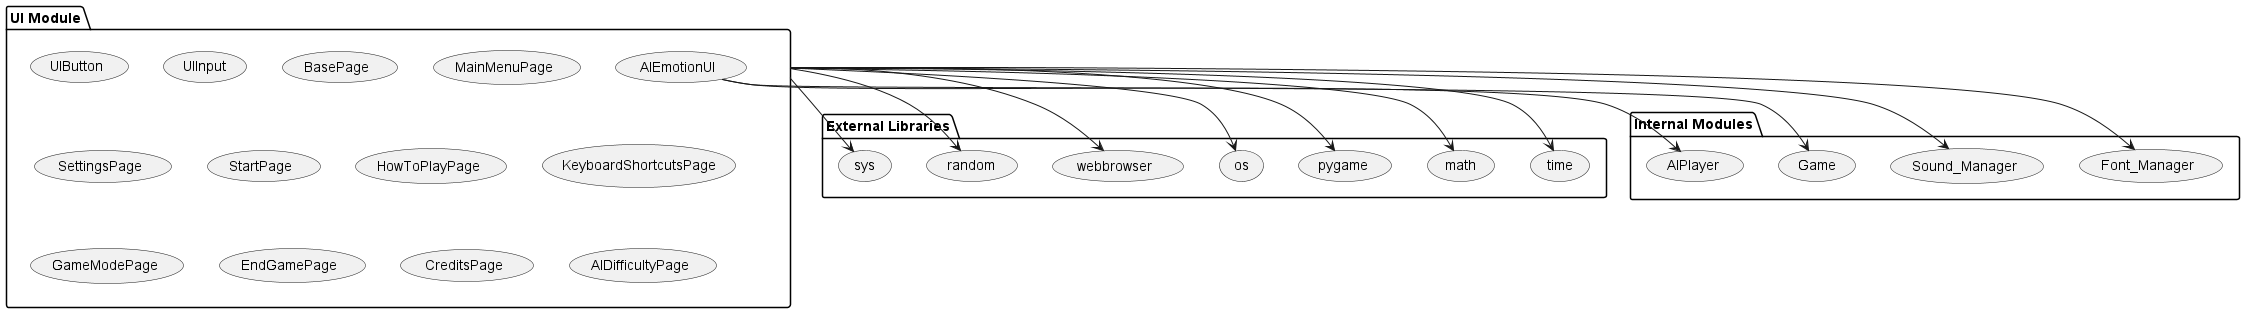 UI Module
UIButton
UIInput
BasePage
MainMenuPage
AIEmotionUI
SettingsPage
StartPage
HowToPlayPage
KeyboardShortcutsPage
GameModePage
EndGamePage
CreditsPage
AIDifficultyPage
External Libraries
sys
random
webbrowser
os
pygame
math
time
Internal Modules
AIPlayer
Game
Sound_Manager
Font_Manager